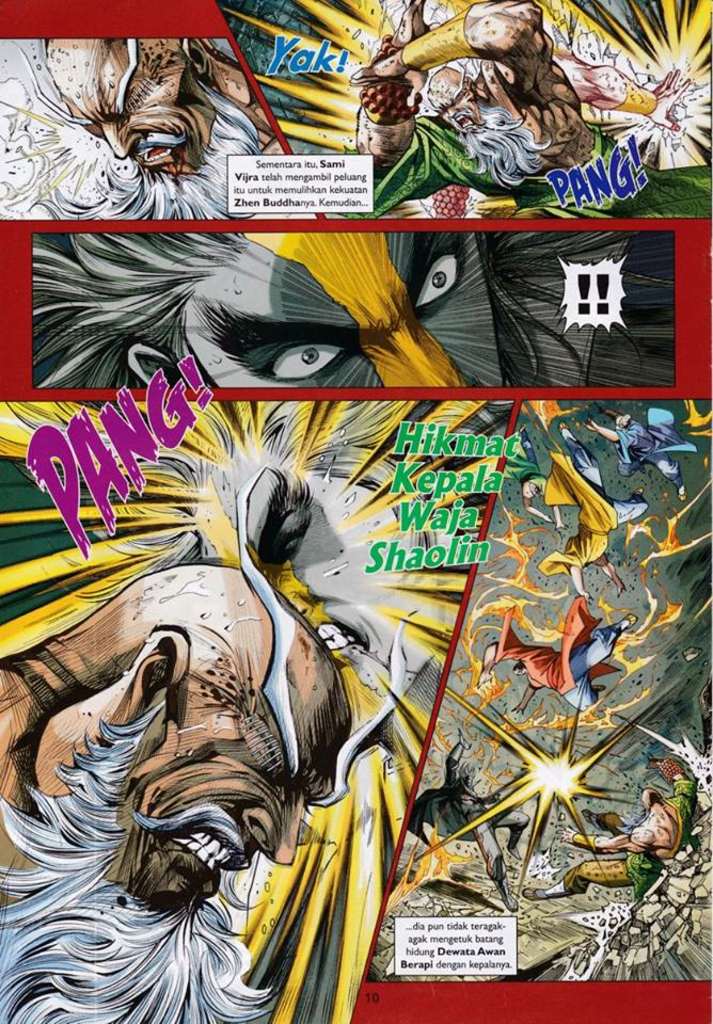 Yak!
Sementara itu, Sami
Vijra telah mengambil peluang
itu untuk memulihkan kekuatan
Zhen Buddhanya. Kemudian...
PANG!
!!
PANG!
Hikmat
Kepala
Waja
Shaolin
...dia pun tidak teragak-
agak mengetuk batang
hidung Dewata Awan
Berapi dengan kepalanya.
10